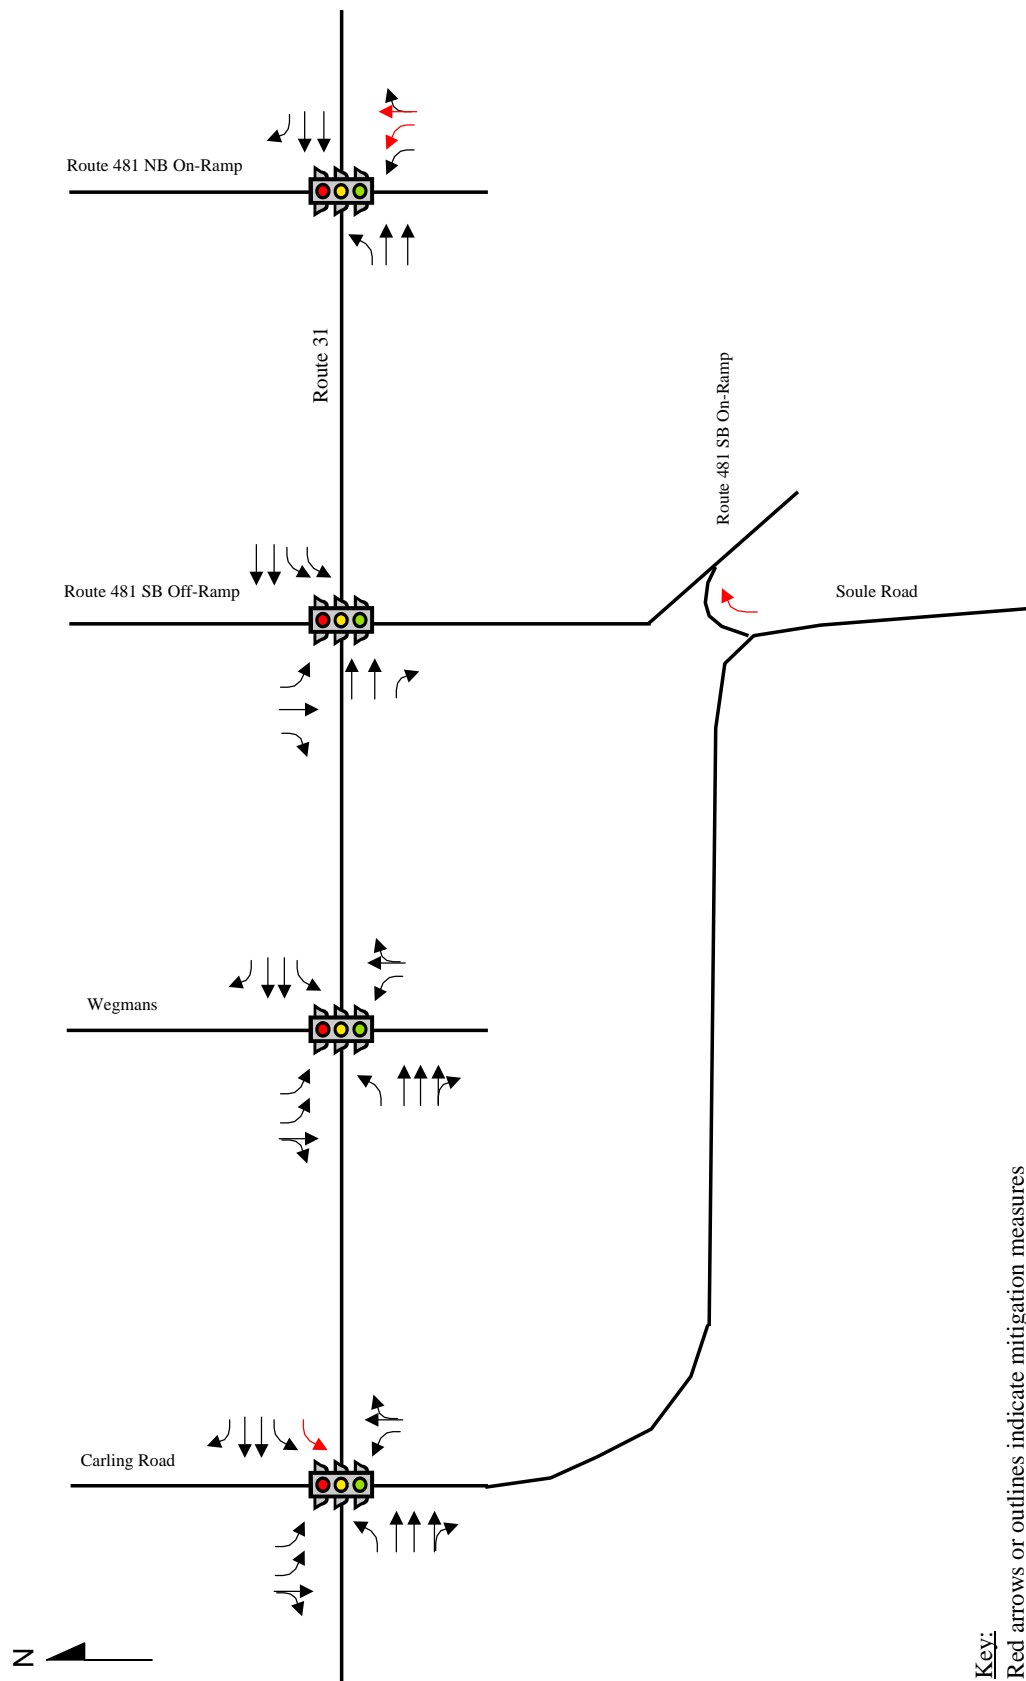 Route 481 NB On-Ramp
Route 31
Route 481 SB On-Ramp
Route 481 SB Off-Ramp
Soule Road
Wegmans
Carling Road
N
Key:
Red arrows or outlines indicate mitigation measures